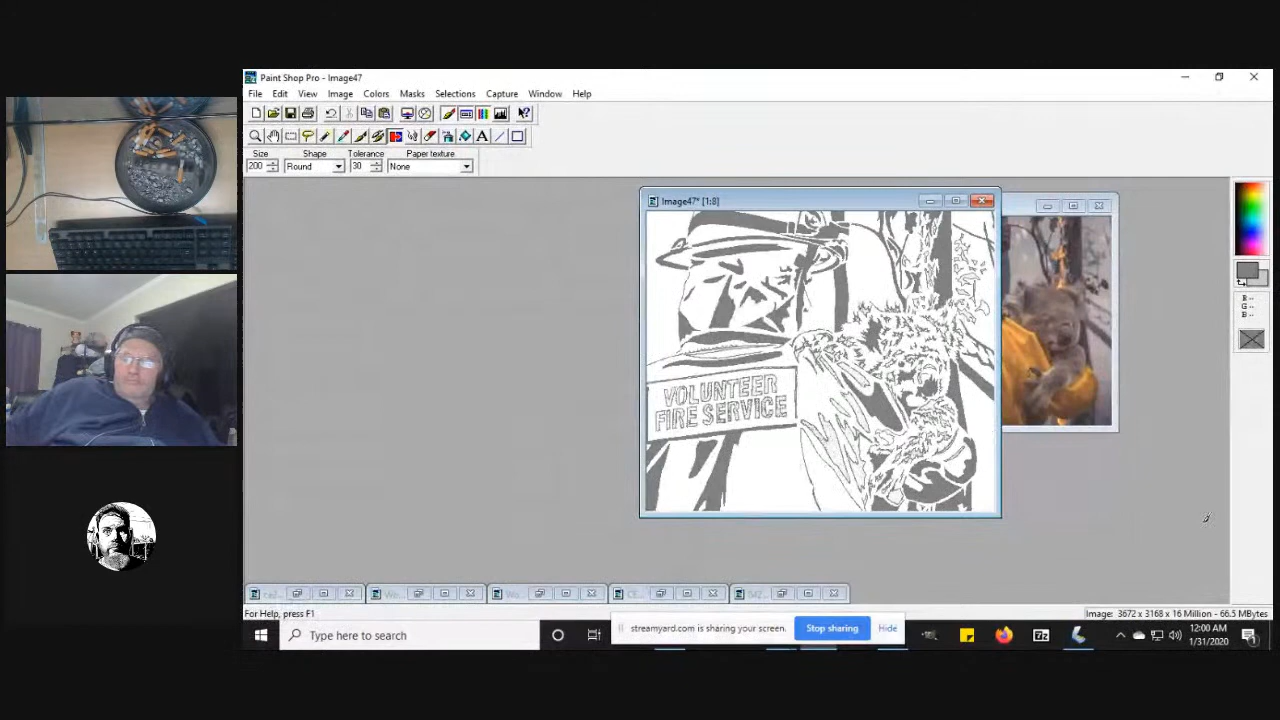 Paint Shop Pro - Image47
File Edit View Image Colors Masks Selections Capture Window Help
Size Shape Tolerance Paper texture
200 Round 30 None
Image47* [1:8]
VOLUNTEER
FIRE SERVICE
R:--
G:--
B:--
For Help, press F1
Image: 3672 x 3168 x 16 Million - 66.5 MBytes
Type here to search
streamyard.com is sharing your screen.
Stop sharing
Hide
7z
12:00 AM
1/31/2020